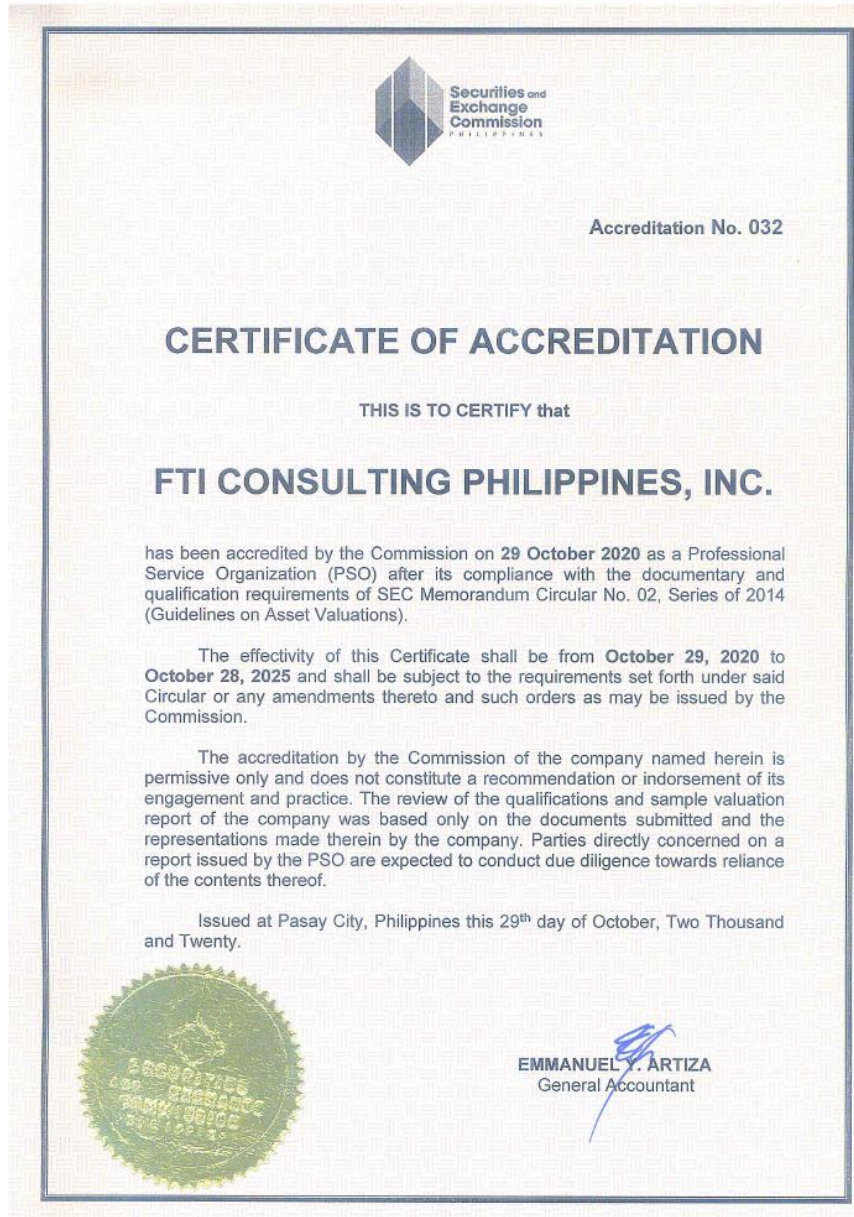 Securities and
Exchange
Commission
PHILIPPINES
Accreditation No. 032
CERTIFICATE OF ACCREDITATION
THIS IS TO CERTIFY that
FTI CONSULTING PHILIPPINES, INC.
has been accredited by the Commission on 29 October 2020 as a Professional
Service Organization (PSO) after its compliance with the documentary and
qualification requirements of SEC Memorandum Circular No. 02, Series of 2014
(Guidelines on Asset Valuations).
The effectivity of this Certificate shall be from October 29, 2020 to
October 28, 2025 and shall be subject to the requirements set forth under said
Circular or any amendments thereto and such orders as may be issued by the
Commission.
The accreditation by the Commission of the company named herein is
permissive only and does not constitute a recommendation or indorsement of its
engagement and practice. The review of the qualifications and sample valuation
report of the company was based only on the documents submitted and the
representations made therein by the company. Parties directly concerned on a
report issued by the PSO are expected to conduct due diligence towards reliance
of the contents thereof.
Issued at Pasay City, Philippines this 29th day of October, Two Thousand
and Twenty.
SECURITIES
AND EXCHANGE
COMMISSION
EMMANUEL Y. ARTIZA
General Accountant